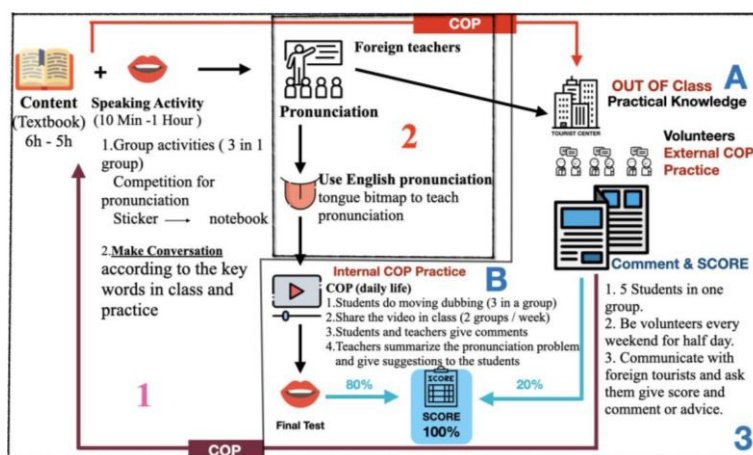 COP
Content
(Textbook)
6h - 5h
+
Speaking Activity
(10 Min -1 Hour )
1.Group activities ( 3 in 1
group)
Competition for
pronunciation
Sticker → notebook
2.Make Conversation
according to the key
words in class and
practice
1
Foreign teachers
Pronunciation
2
Use English pronunciation
tongue bitmap to teach
pronunciation
Internal COP Practice
B
COP (daily life)
1.Students do moving dubbing (3 in a group)
2.Share the video in class (2 groups / week)
3.Students and teachers give comments
4.Teachers summarize the pronunciation problem
and give suggestions to the students
Final Test
80%
SCORE
SCORE
100%
20%
A
OUT OF Class
Practical Knowledge
TOURIST CENTER
Volunteers
External COP
Practice
Comment & SCORE
1. 5 Students in one
group.
2. Be volunteers every
weekend for half day.
3. Communicate with
foreign tourists and ask
them give score and
comment or advice.
3
COP